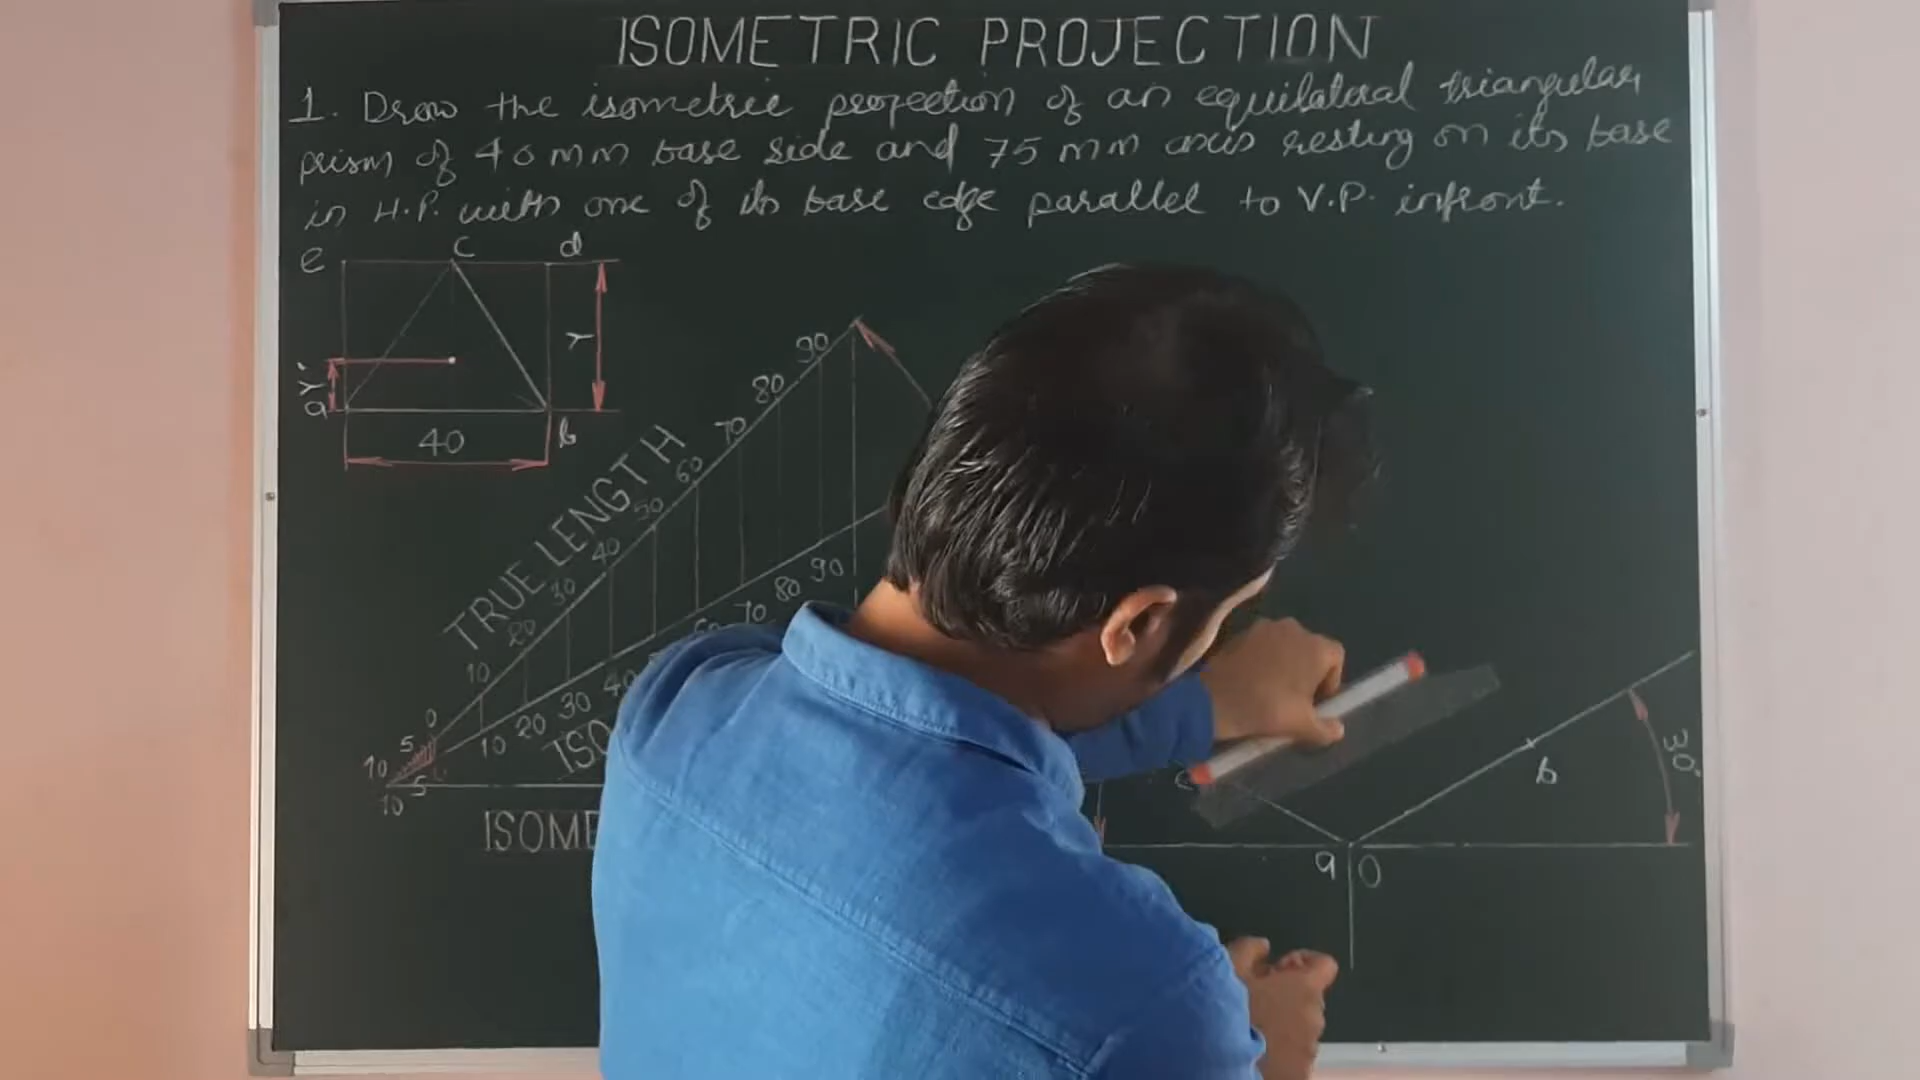 ISOMETRIC PROJECTION
1. Draw the isometric projection of an equilateral triangular
prism of 40 mm base side and 75 mm axis resting on its base
in H.P. with one of its base edge parallel to V.P. infront.
e c d
Y
Y'
a b
40
TRUE LENGTH
10 5 0 10 20 30 40 50 60 70 80 90
10 5 10 20 30 40 60 70 80 90
ISO
ISOME
b
30°
a O